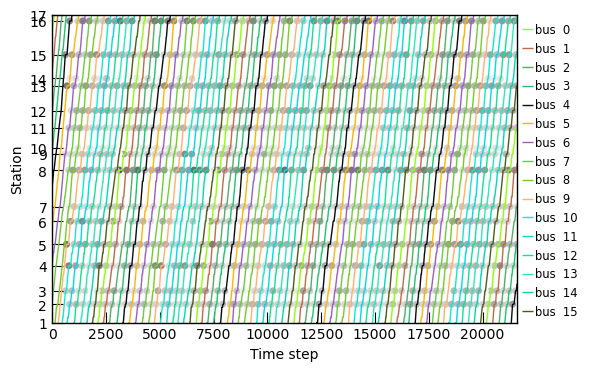 17
16
15
14
13
12
11
10
9
8
7
6
5
4
3
2
1
Station
0 2500 5000 7500 10000 12500 15000 17500 20000
Time step
bus 0
bus 1
bus 2
bus 3
bus 4
bus 5
bus 6
bus 7
bus 8
bus 9
bus 10
bus 11
bus 12
bus 13
bus 14
bus 15